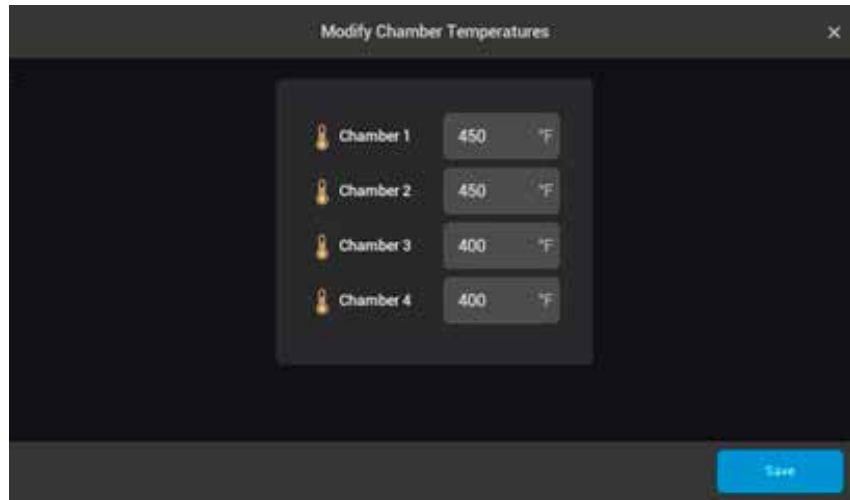 Modify Chamber Temperatures ×
Chamber 1 450 °F
Chamber 2 450 °F
Chamber 3 400 °F
Chamber 4 400 °F
Save